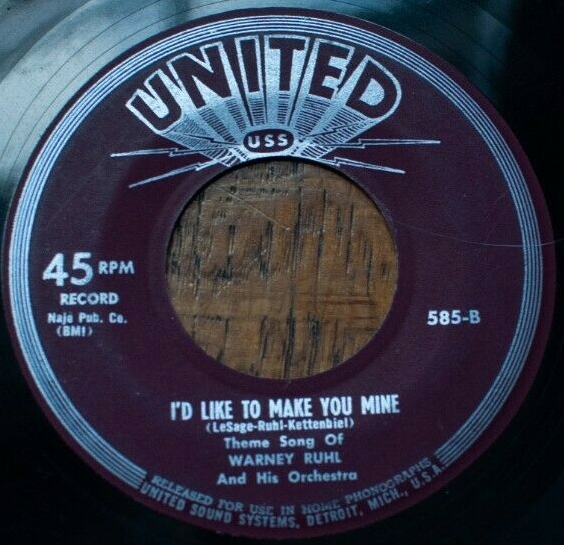 UNITED
USS
45 RPM
RECORD
Naje Pub. Co.
(BMI)
585-B
I'D LIKE TO MAKE YOU MINE
(LeSage-Ruhl-Kettenbiel)
Theme Song Of
WARNEY RUHL
And His Orchestra
RELEASED FOR USE IN HOME PHONOGRAPHS
UNITED SOUND SYSTEMS, DETROIT, MICH., U.S.A.